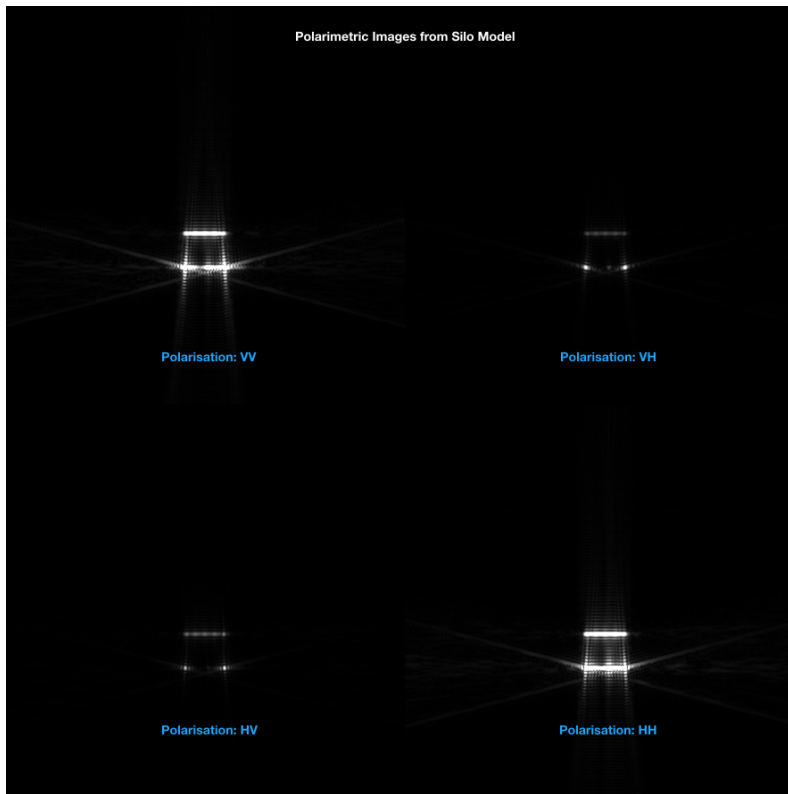 Polarimetric Images from Silo Model
Polarisation: VV
Polarisation: VH
Polarisation: HV
Polarisation: HH